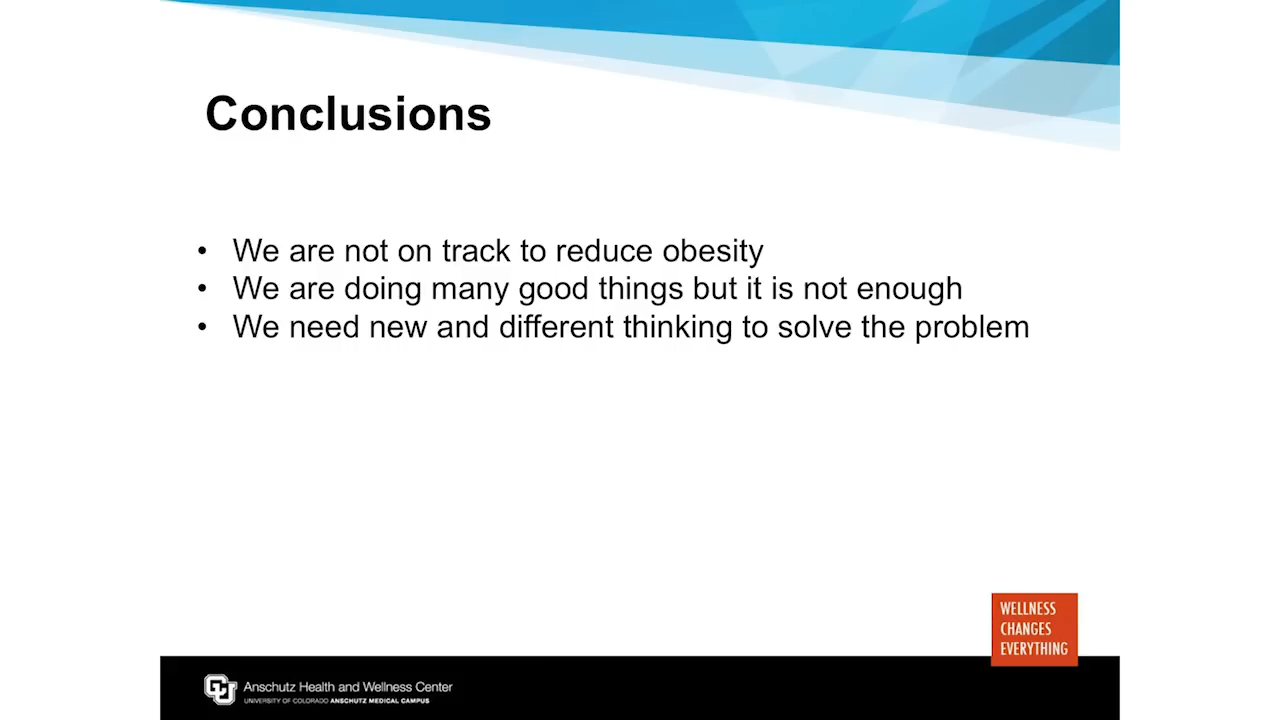 Conclusions
• We are not on track to reduce obesity
• We are doing many good things but it is not enough
• We need new and different thinking to solve the problem
WELLNESS
CHANGES
EVERYTHING
CU Anschutz Health and Wellness Center
UNIVERSITY OF COLORADO ANSCHUTZ MEDICAL CAMPUS